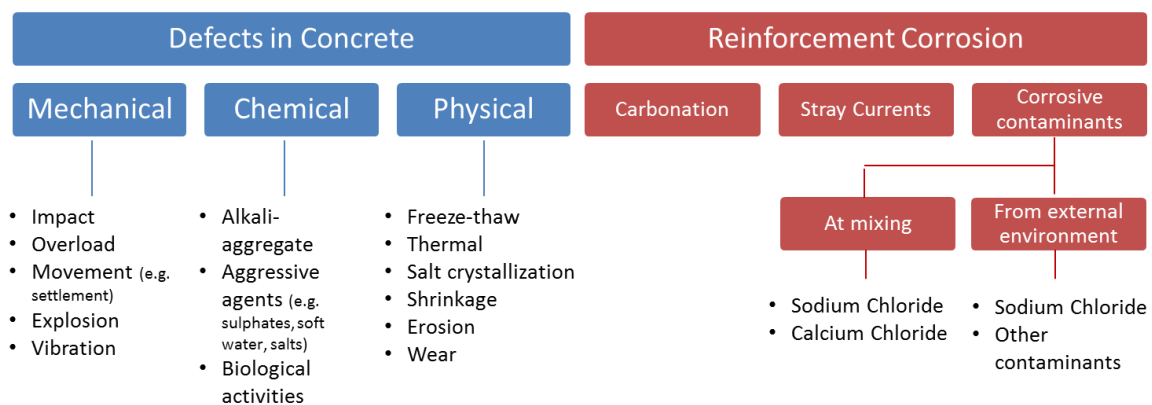 Defects in Concrete
Reinforcement Corrosion
Mechanical
Chemical
Physical
Carbonation
Stray Currents
Corrosive
contaminants
• Impact
• Overload
• Movement (e.g.
settlement)
• Explosion
• Vibration
• Alkali-
aggregate
• Aggressive
agents (e.g.
sulphates, soft
water, salts)
• Biological
activities
• Freeze-thaw
• Thermal
• Salt crystallization
• Shrinkage
• Erosion
• Wear
At mixing
From external
environment
• Sodium Chloride
• Calcium Chloride
• Sodium Chloride
• Other
contaminants